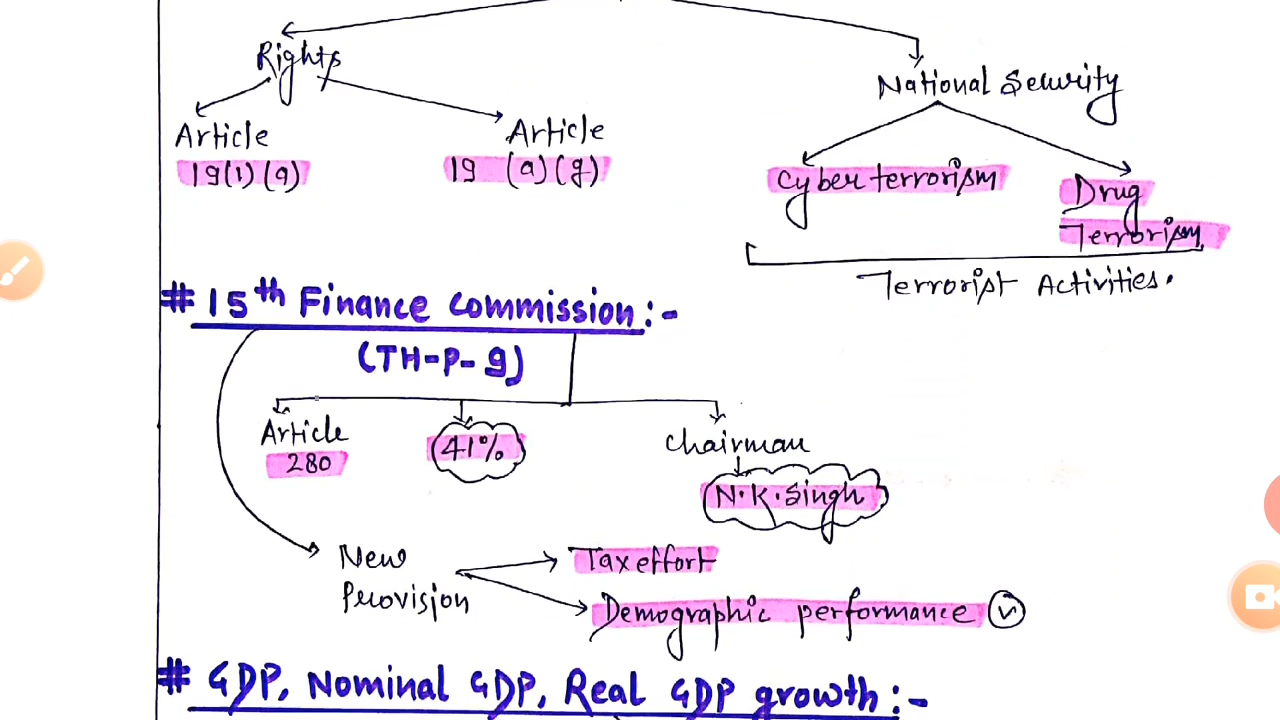 Rights
National Security
Article
19(1)(a)
Article
19 (a)(g)
Cyber terrorism
Drug
Terrorism
Terrorist Activities.
# 15th Finance Commission:-
(TH-P-9)
Article
280
41%
Chairman
N.K.Singh
New
Provision
Tax effort
Demographic performance
# GDP, Nominal GDP, Real GDP growth:-